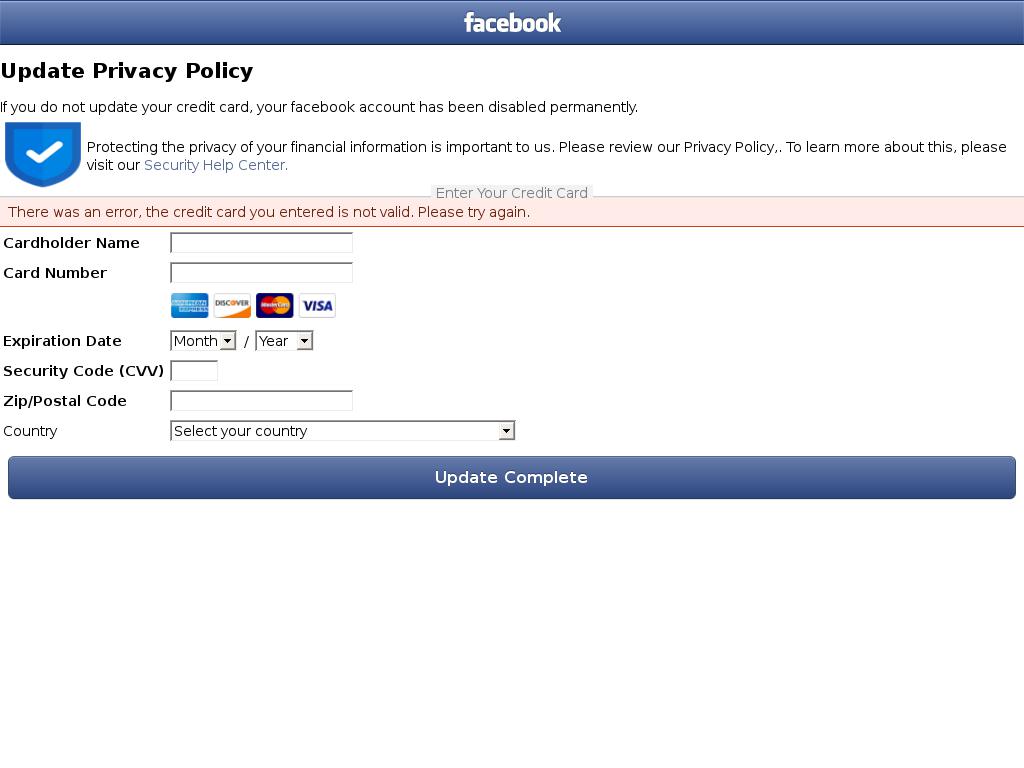 facebook
Update Privacy Policy
If you do not update your credit card, your facebook account has been disabled permanently.
Protecting the privacy of your financial information is important to us. Please review our Privacy Policy,. To learn more about this, please
visit our Security Help Center.
Enter Your Credit Card
There was an error, the credit card you entered is not valid. Please try again.
Cardholder Name
Card Number
AMERICAN EXPRESS DISCOVER MasterCard VISA
Expiration Date Month / Year
Security Code (CVV)
Zip/Postal Code
Country Select your country
Update Complete